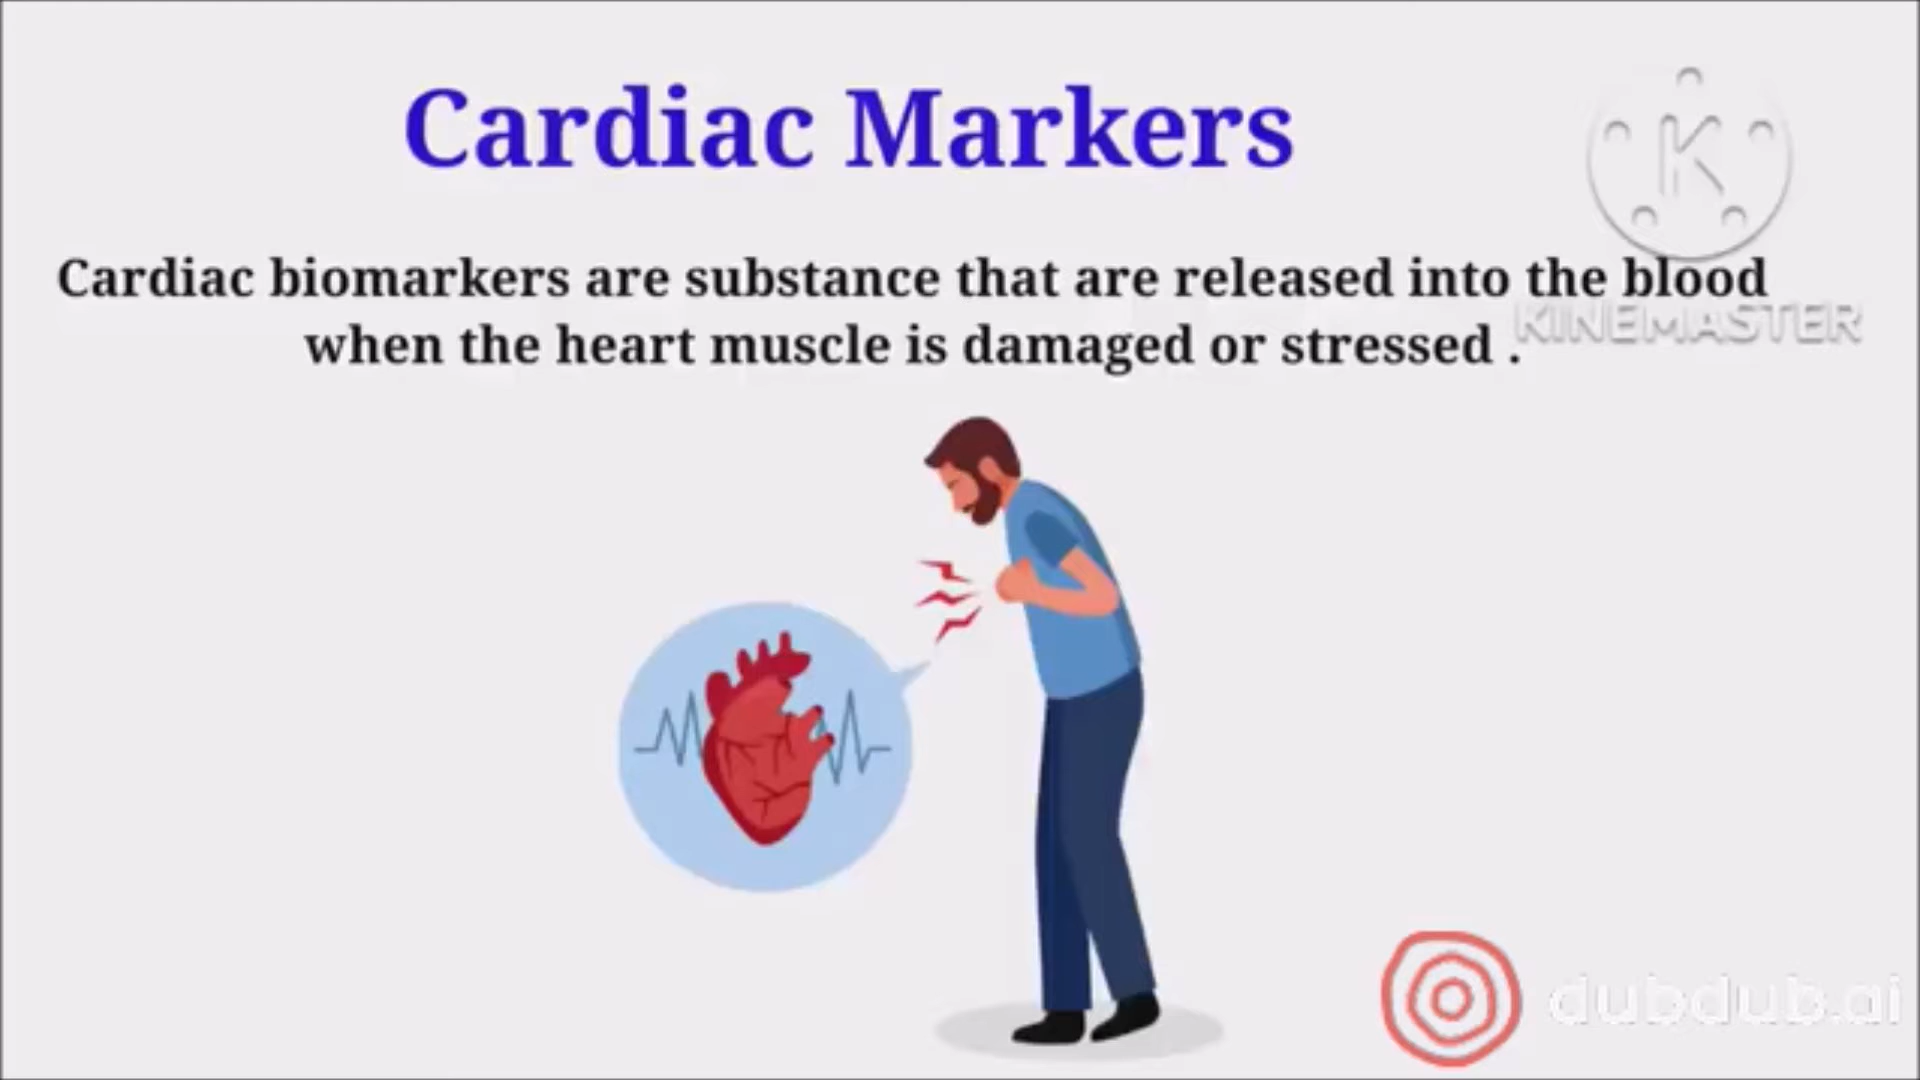 Cardiac Markers
Cardiac biomarkers are substance that are released into the blood
when the heart muscle is damaged or stressed .
K
KINEMASTER
dubdub.ai